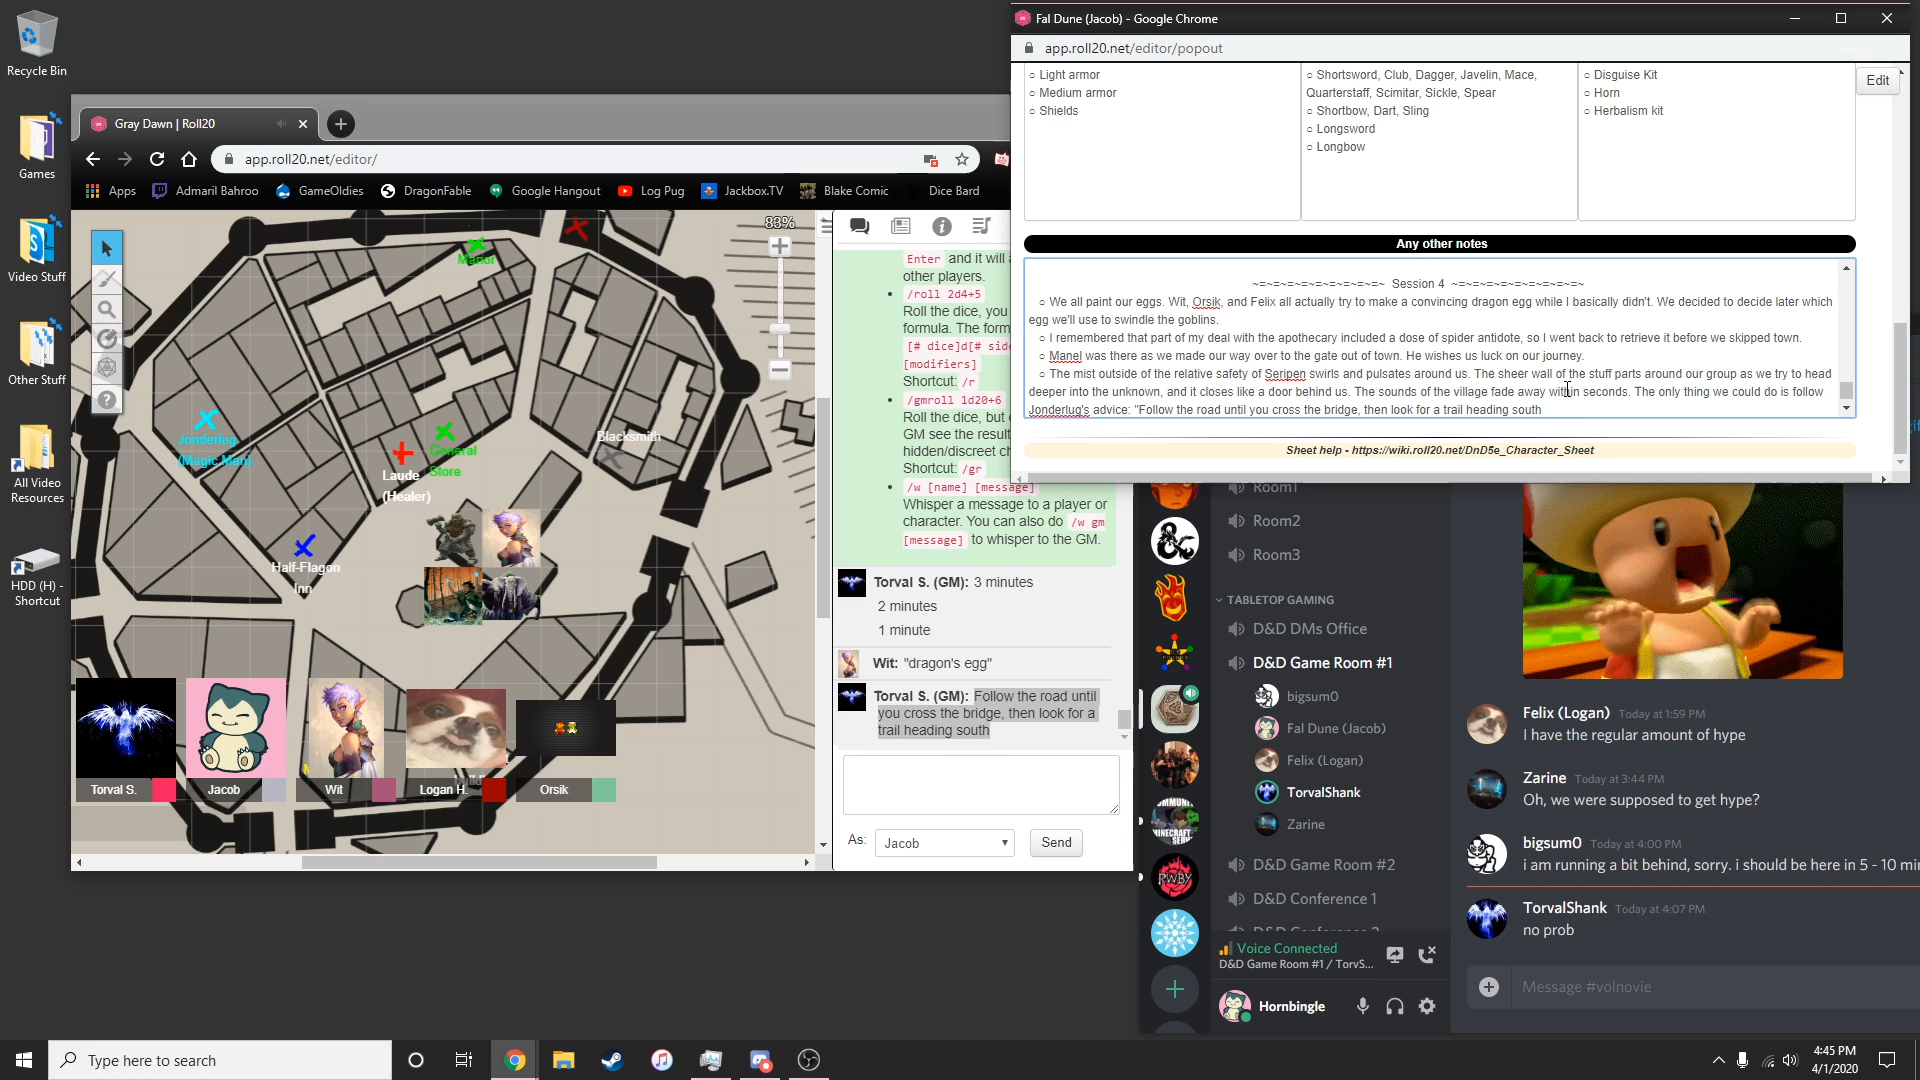 Recycle Bin
Games
Video Stuff
Other Stuff
All Video
Resources
HDD (H) -
Shortcut
Gray Dawn | Roll20
app.roll20.net/editor/
Apps
Admaril Bahroo
GameOldies
DragonFable
Google Hangout
Log Pug
Jackbox.TV
Blake Comic
Dice Bard
83%
Manor
Jonderlug
(Magic Man)
General
Store
Laude
(Healer)
Blacksmith
Half-Flagon
Inn
Torval S.
Jacob
Wit
Logan H.
Orsik
Enter and it will a
other players.
/roll 2d4+5
Roll the dice, you
formula. The form
[# dice]d[# side
[modifiers]
Shortcut: /r
/gmroll 1d20+6
Roll the dice, but
GM see the result
hidden/discreet ch
Shortcut: /gr
/w [name] [message]
Whisper a message to a player or
character. You can also do /w gm
[message] to whisper to the GM.
Torval S. (GM): 3 minutes
2 minutes
1 minute
Wit: "dragon's egg"
Torval S. (GM): Follow the road until
you cross the bridge, then look for a
trail heading south
As:
Jacob
Send
Fal Dune (Jacob) - Google Chrome
app.roll20.net/editor/popout
Edit
○ Light armor
○ Medium armor
○ Shields
○ Shortsword, Club, Dagger, Javelin, Mace,
Quarterstaff, Scimitar, Sickle, Spear
○ Shortbow, Dart, Sling
○ Longsword
○ Longbow
○ Disguise Kit
○ Horn
○ Herbalism kit
Any other notes
~=~=~=~=~=~=~=~=~ Session 4 ~=~=~=~=~=~=~=~=~
○ We all paint our eggs. Wit, Orsik, and Felix all actually try to make a convincing dragon egg while I basically didn't. We decided to decide later which
egg we'll use to swindle the goblins.
○ I remembered that part of my deal with the apothecary included a dose of spider antidote, so I went back to retrieve it before we skipped town.
○ Manel was there as we made our way over to the gate out of town. He wishes us luck on our journey.
○ The mist outside of the relative safety of Seripen swirls and pulsates around us. The sheer wall of the stuff parts around our group as we try to head
deeper into the unknown, and it closes like a door behind us. The sounds of the village fade away within seconds. The only thing we could do is follow
Jonderlug's advice: "Follow the road until you cross the bridge, then look for a trail heading south
Sheet help - https://wiki.roll20.net/DnD5e_Character_Sheet
Room1
Room2
Room3
TABLETOP GAMING
D&D DMs Office
D&D Game Room #1
bigsum0
Fal Dune (Jacob)
Felix (Logan)
TorvalShank
Zarine
D&D Game Room #2
D&D Conference 1
Voice Connected
D&D Game Room #1 / TorvS...
Hornbingle
RWBY
MINECRAFT
Felix (Logan) Today at 1:59 PM
I have the regular amount of hype
Zarine Today at 3:44 PM
Oh, we were supposed to get hype?
bigsum0 Today at 4:00 PM
i am running a bit behind, sorry. i should be here in 5 - 10 min
TorvalShank Today at 4:07 PM
no prob
Message #volnovie
Type here to search
4:45 PM
4/1/2020